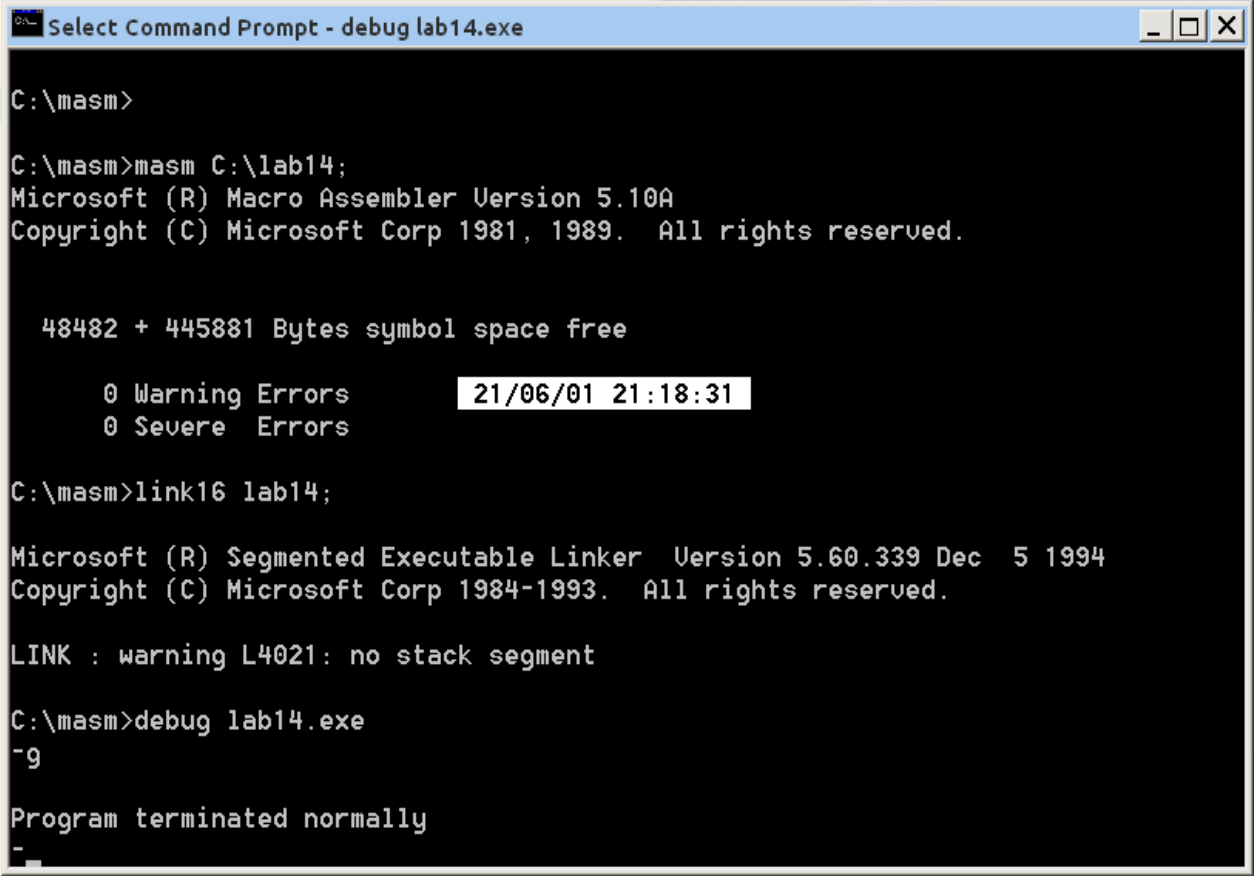 Select Command Prompt - debug lab14.exe
C:\masm>
C:\masm>masm C:\lab14;
Microsoft (R) Macro Assembler Version 5.10A
Copyright (C) Microsoft Corp 1981, 1989.  All rights reserved.
  48482 + 445881 Bytes symbol space free
      0 Warning Errors        21/06/01 21:18:31
      0 Severe  Errors
C:\masm>link16 lab14;
Microsoft (R) Segmented Executable Linker  Version 5.60.339 Dec  5 1994
Copyright (C) Microsoft Corp 1984-1993.  All rights reserved.
LINK : warning L4021: no stack segment
C:\masm>debug lab14.exe
-g
Program terminated normally
-_